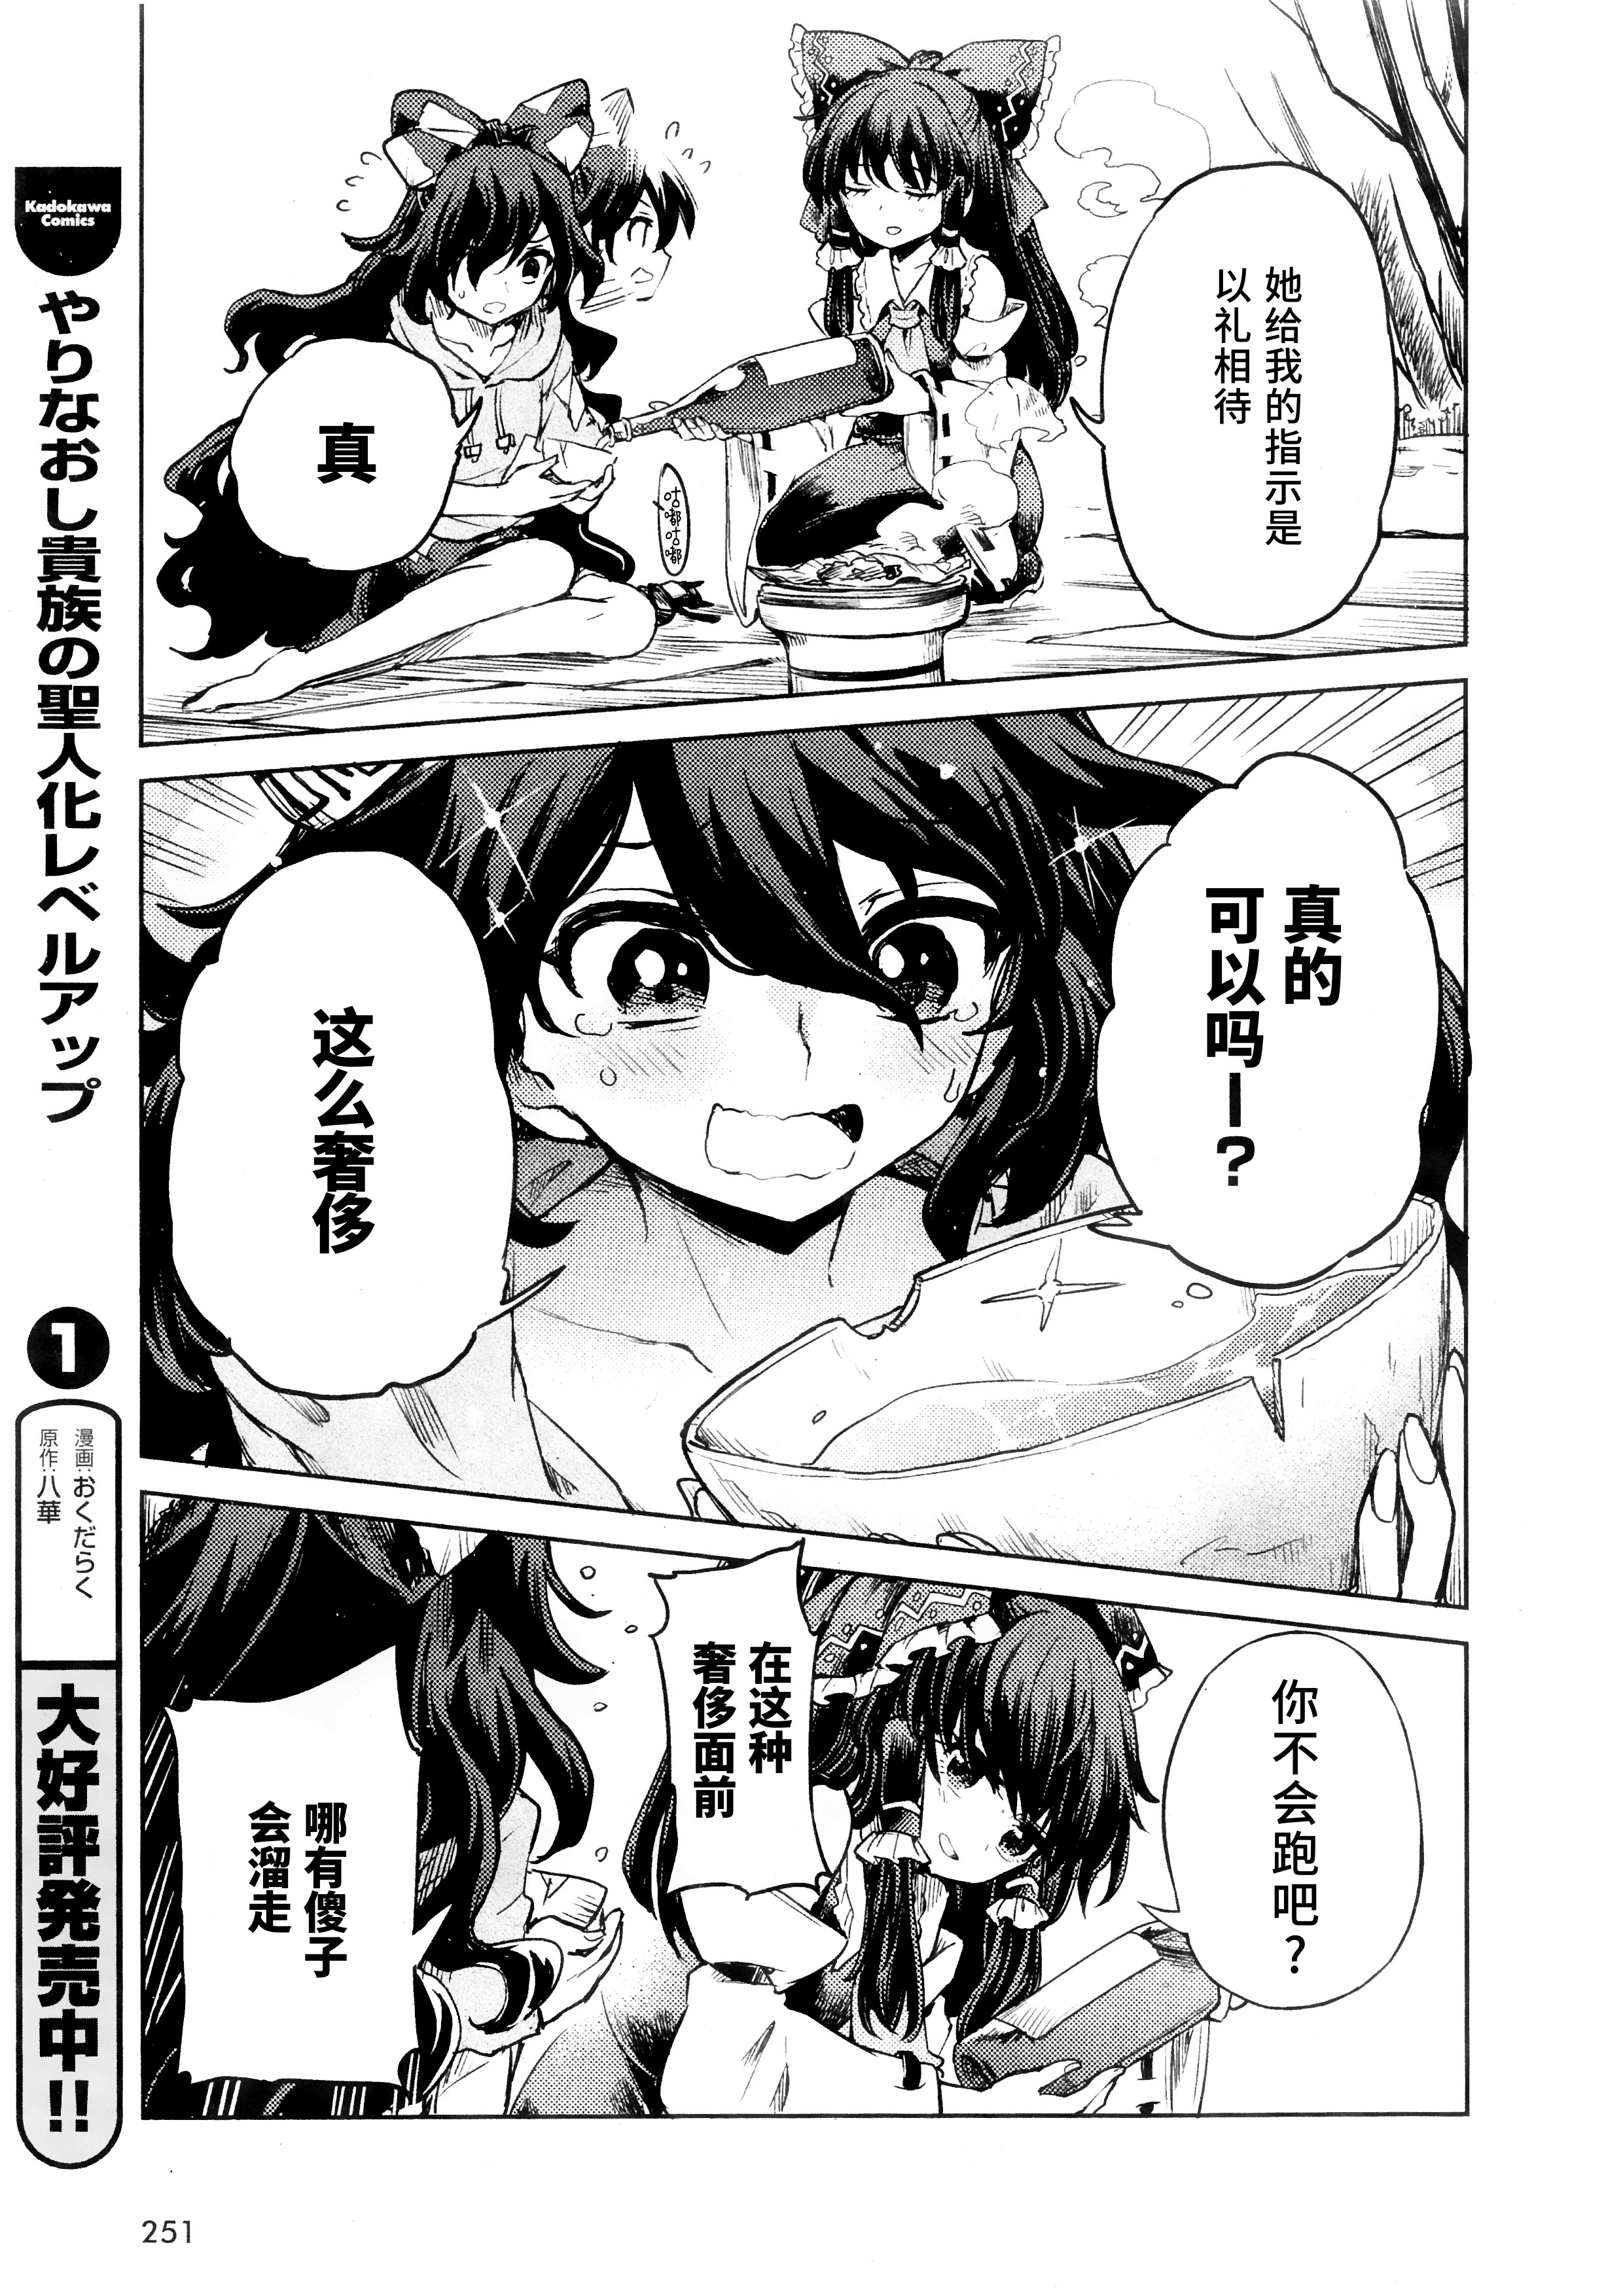 她给我的指示是
以礼相待
咕嘟咕嘟
真
真的
可以吗ー?
这么奢侈
你不会跑吧?
在这种
奢侈面前
哪有傻子
会溜走
Kadokawa
Comics
やりなおし貴族の聖人化レベルアップ
1
漫画:おくだらく
原作:八華
大好評発売中!!
251